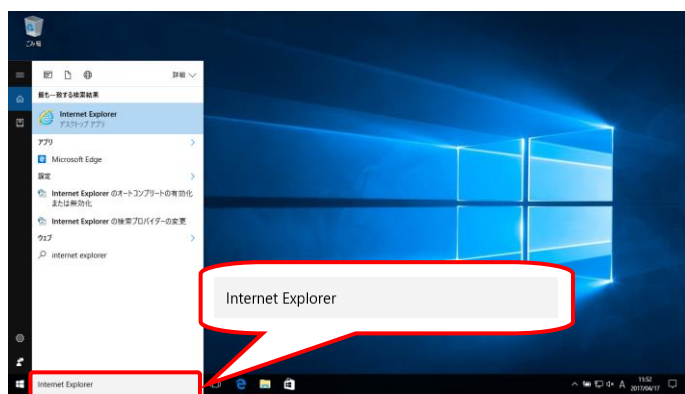 ごみ箱
詳細
最も一致する検索結果
Internet Explorer
デスクトップ アプリ
アプリ
Microsoft Edge
設定
Internet Explorer のオートコンプリートの有効化
または無効化
Internet Explorer の検索プロバイダーの変更
ウェブ
internet explorer
Internet Explorer
Internet Explorer
A
11:52
2017/04/17